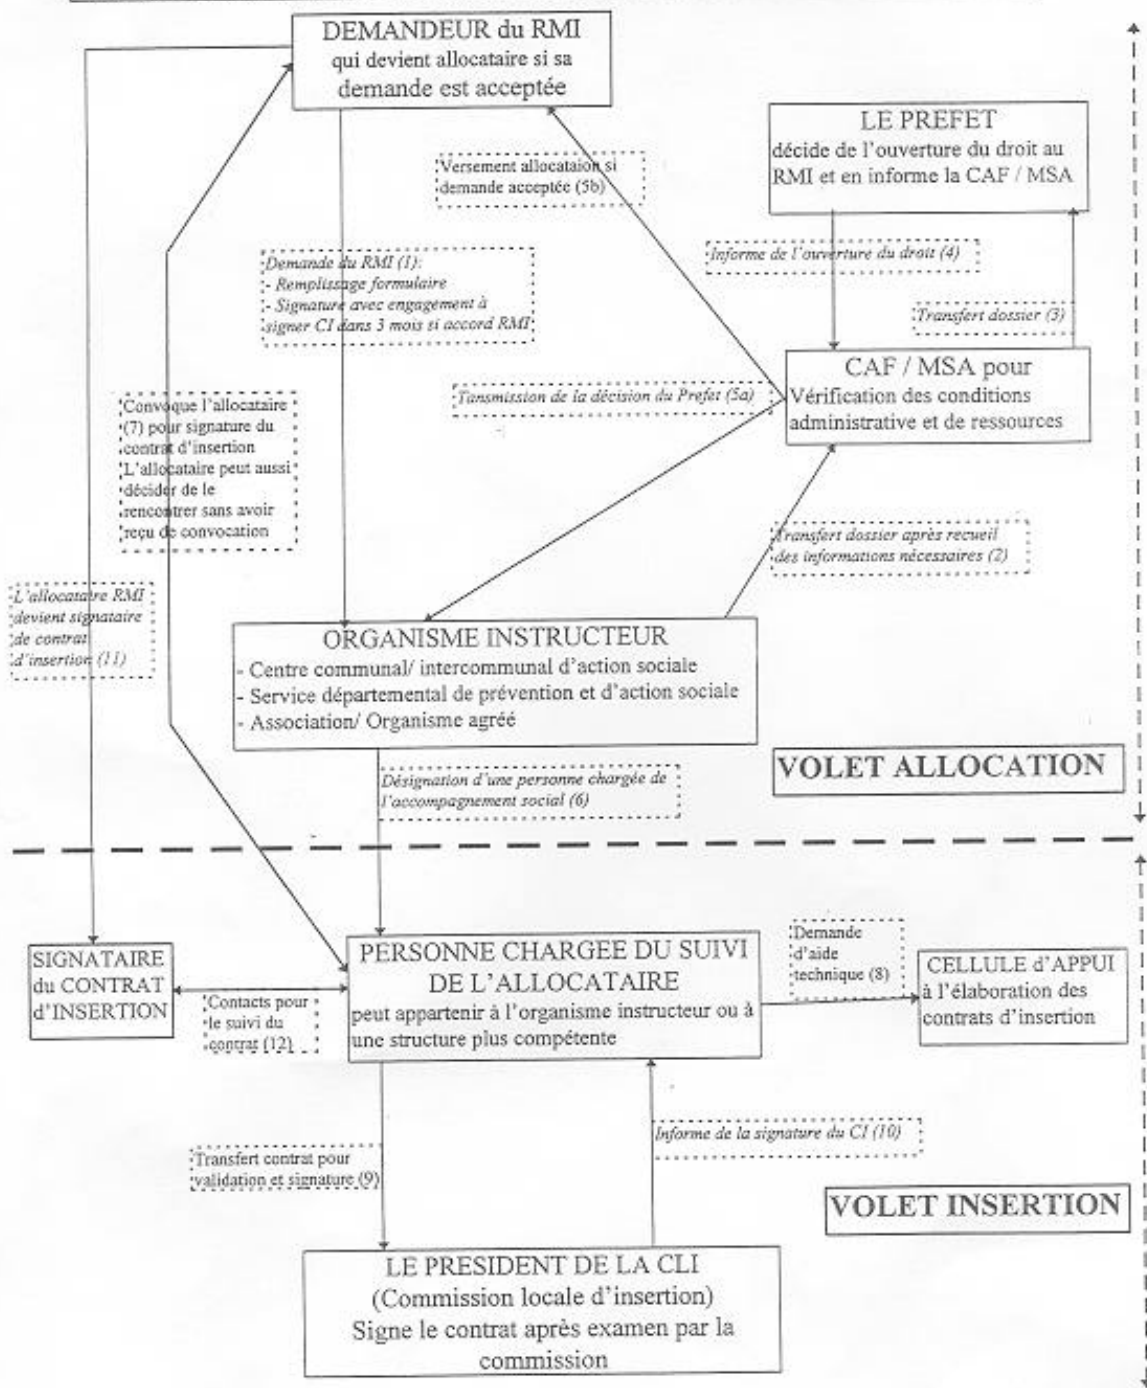 DEMANDEUR du RMI
qui devient allocataire si sa
demande est acceptée
LE PREFET
décide de l'ouverture du droit au
RMI et en informe la CAF / MSA
Versement allocataion si
demande acceptée (5b)
Informe de l'ouverture du droit (4)
Demande du RMI (1):
- Remplissage formulaire
- Signature avec engagement à
signer CI dans 3 mois si accord RMI
Transfert dossier (3)
CAF / MSA pour
Vérification des conditions
administrative et de ressources
Tansmission de la décision du Prefet (5a)
Convoque l'allocataire
(7) pour signature du
contrat d'insertion
L'allocataire peut aussi
décider de le
rencontrer sans avoir
reçu de convocation
Transfert dossier après recueil
des informations nécessaires (2)
L'allocataire RMI
devient signataire
de contrat
d'insertion (11)
ORGANISME INSTRUCTEUR
- Centre communal/ intercommunal d'action sociale
- Service départemental de prévention et d'action sociale
- Association/ Organisme agréé
VOLET ALLOCATION
Désignation d'une personne chargée de
l'accompagnement social (6)
SIGNATAIRE
du CONTRAT
d'INSERTION
Contacts pour
le suivi du
contrat (12)
PERSONNE CHARGEE DU SUIVI
DE L'ALLOCATAIRE
peut appartenir à l'organisme instructeur ou à
une structure plus compétente
Demande
d'aide
technique (8)
CELLULE d'APPUI
à l'élaboration des
contrats d'insertion
Informe de la signature du CI (10)
Transfert contrat pour
validation et signature (9)
VOLET INSERTION
LE PRESIDENT DE LA CLI
(Commission locale d'insertion)
Signe le contrat après examen par la
commission